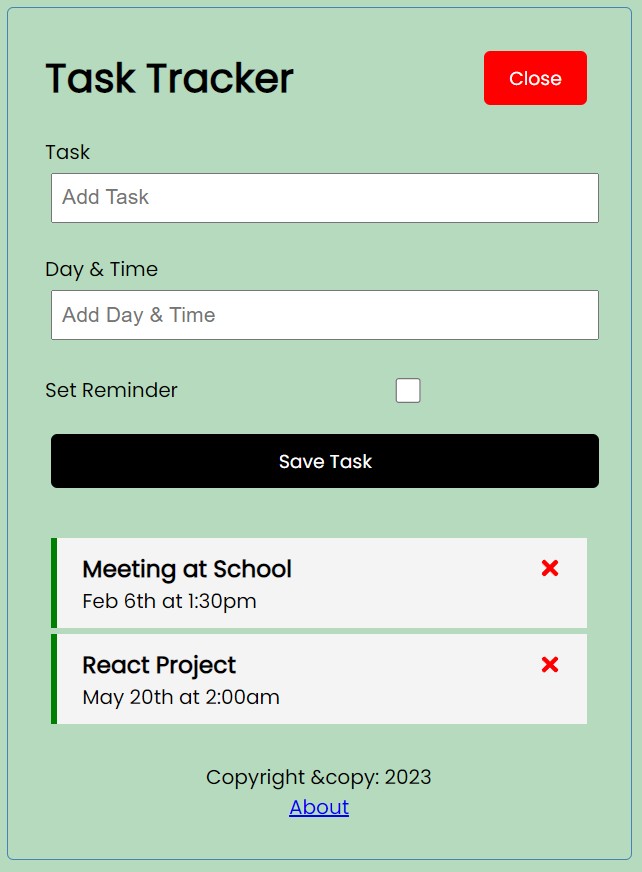 Task Tracker
Close
Task
Add Task
Day & Time
Add Day & Time
Set Reminder
Save Task
Meeting at School
Feb 6th at 1:30pm
React Project
May 20th at 2:00am
Copyright &copy: 2023
About